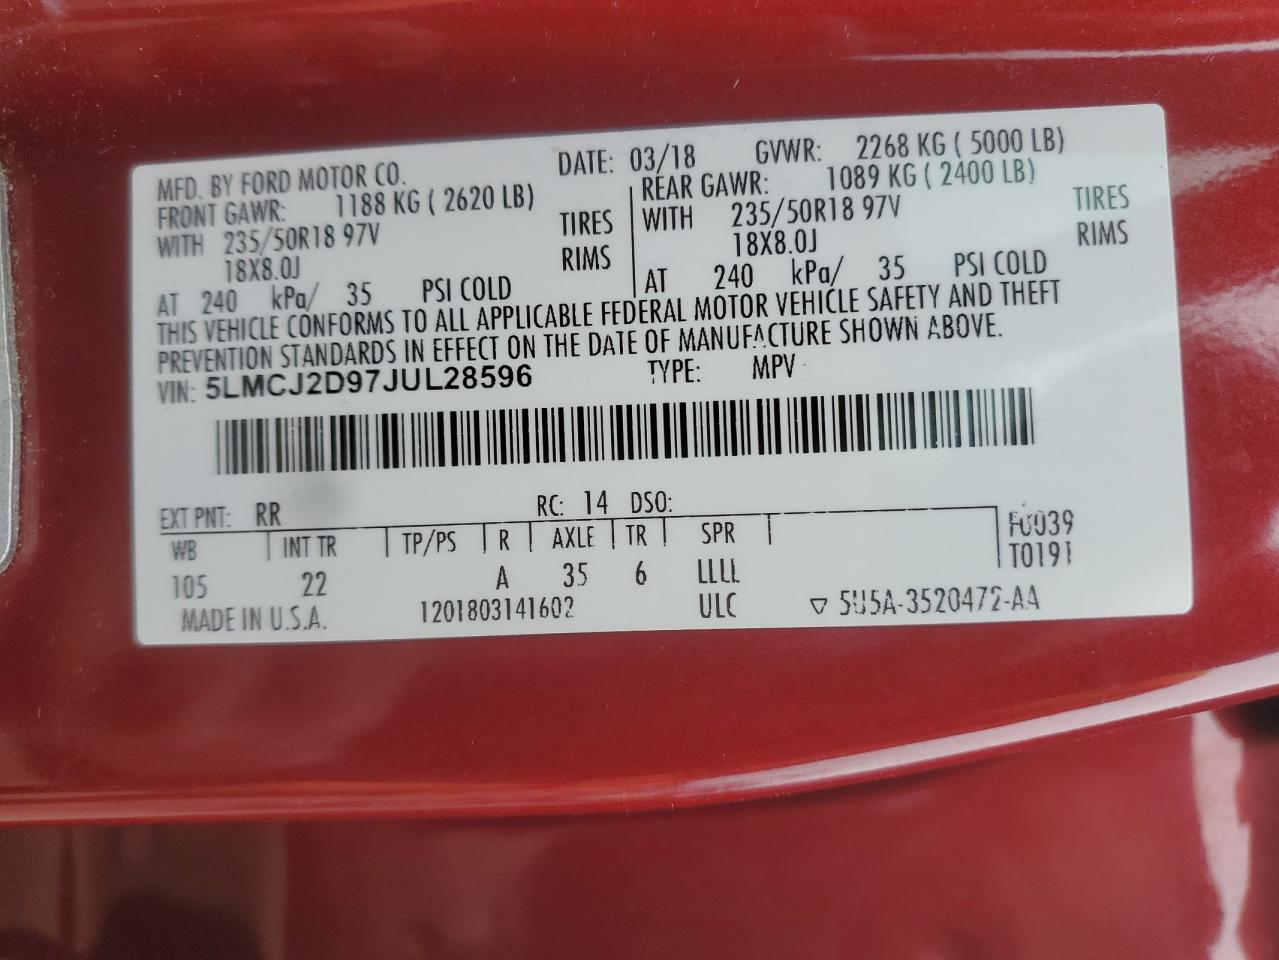 MFD. BY FORD MOTOR CO. DATE: 03/18 GVWR: 2268 KG ( 5000 LB)
FRONT GAWR: 1188 KG ( 2620 LB) REAR GAWR: 1089 KG ( 2400 LB)
WITH 235/50R18 97V TIRES WITH 235/50R18 97V TIRES
18X8.0J RIMS 18X8.0J RIMS
AT 240 kPa/ 35 PSI COLD AT 240 kPa/ 35 PSI COLD
THIS VEHICLE CONFORMS TO ALL APPLICABLE FEDERAL MOTOR VEHICLE SAFETY AND THEFT
PREVENTION STANDARDS IN EFFECT ON THE DATE OF MANUFACTURE SHOWN ABOVE.
VIN: 5LMCJ2D97JUL28596 TYPE: MPV
EXT PNT: RR RC: 14 DSO:
WB INT TR TP/PS R AXLE TR SPR F0039
105 22 A 35 6 LLLL T0191
MADE IN U.S.A. 1201803141602 ULC ▽ 5U5A-3520472-AA